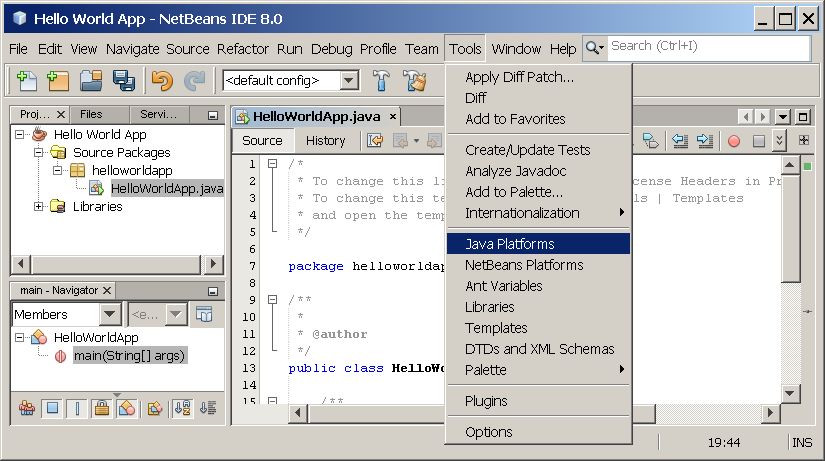 Hello World App - NetBeans IDE 8.0
File Edit View Navigate Source Refactor Run Debug Profile Team Tools Window Help Search (Ctrl+I)
<default config>
Apply Diff Patch...
Diff
Add to Favorites
Create/Update Tests
Analyze Javadoc
Add to Palette...
Internationalization
Java Platforms
NetBeans Platforms
Ant Variables
Libraries
Templates
DTDs and XML Schemas
Palette
Plugins
Options
Proj... Files Servi...
Hello World App
Source Packages
helloworldapp
HelloWorldApp.java
Libraries
main - Navigator
Members <e...
HelloWorldApp
main(String[] args)
HelloWorldApp.java
Source History
1 /*
2 * To change this li cense Headers in Pr
3 * To change this te ls | Templates
4 * and open the temp
5 */
6
7 package helloworldap
8
9 /**
10 *
11 * @author
12 */
13 public class HelloWo
14
15 /**
19:44 INS